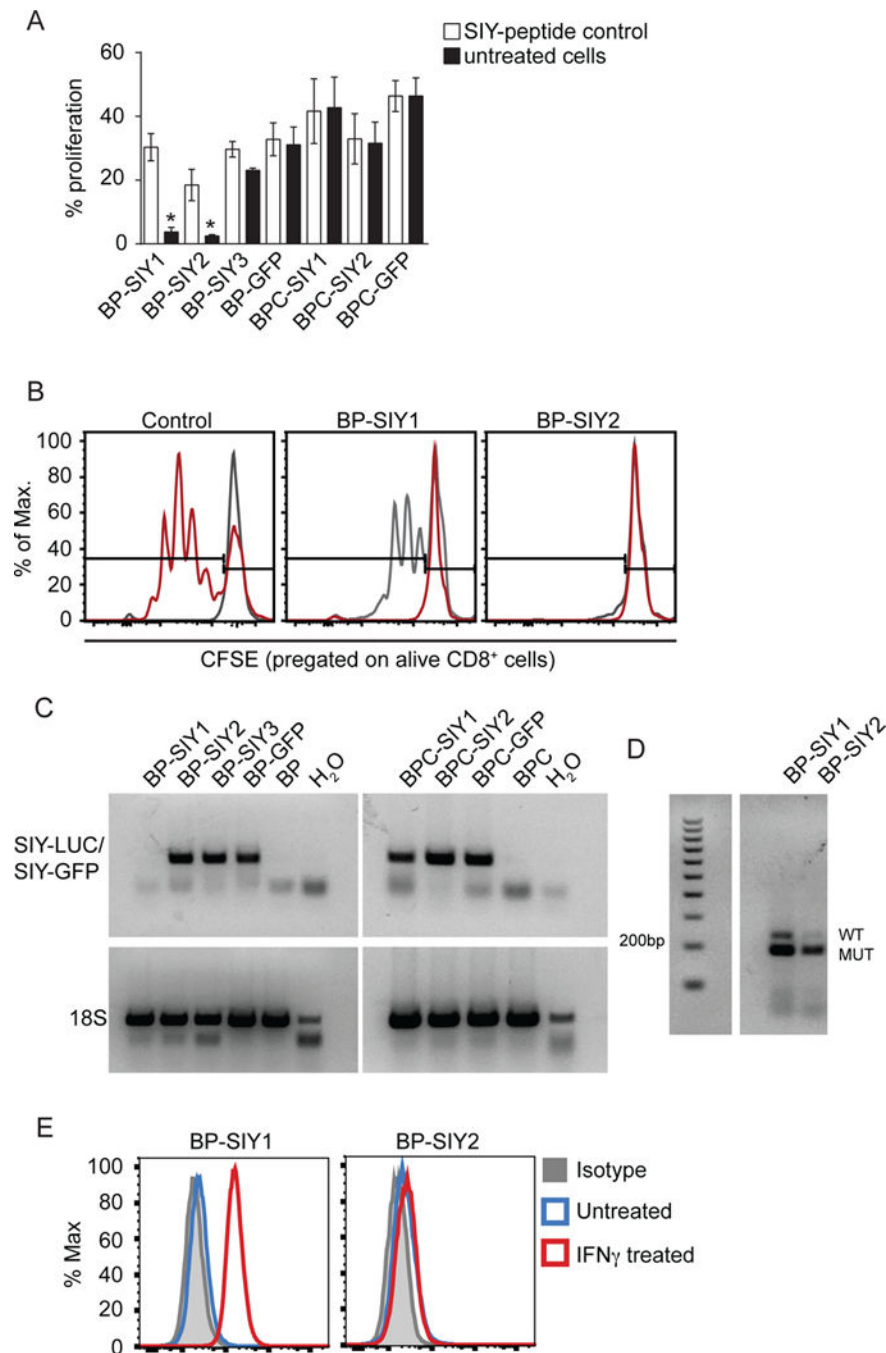 A
SIY-peptide control
untreated cells
% proliferation
60
40
20
0
* *
BP-SIY1
BP-SIY2
BP-SIY3
BP-GFP
BPC-SIY1
BPC-SIY2
BPC-GFP
B
Control
BP-SIY1
BP-SIY2
% of Max.
100
80
60
40
20
0
CFSE (pregated on alive CD8⁺ cells)
C
BP-SIY1
BP-SIY2
BP-SIY3
BP-GFP
BP
H₂O
BPC-SIY1
BPC-SIY2
BPC-GFP
BPC
H₂O
SIY-LUC/
SIY-GFP
18S
D
BP-SIY1
BP-SIY2
200bp
WT
MUT
E
BP-SIY1
BP-SIY2
% Max
100
80
60
40
20
0
Isotype
Untreated
IFNγ treated